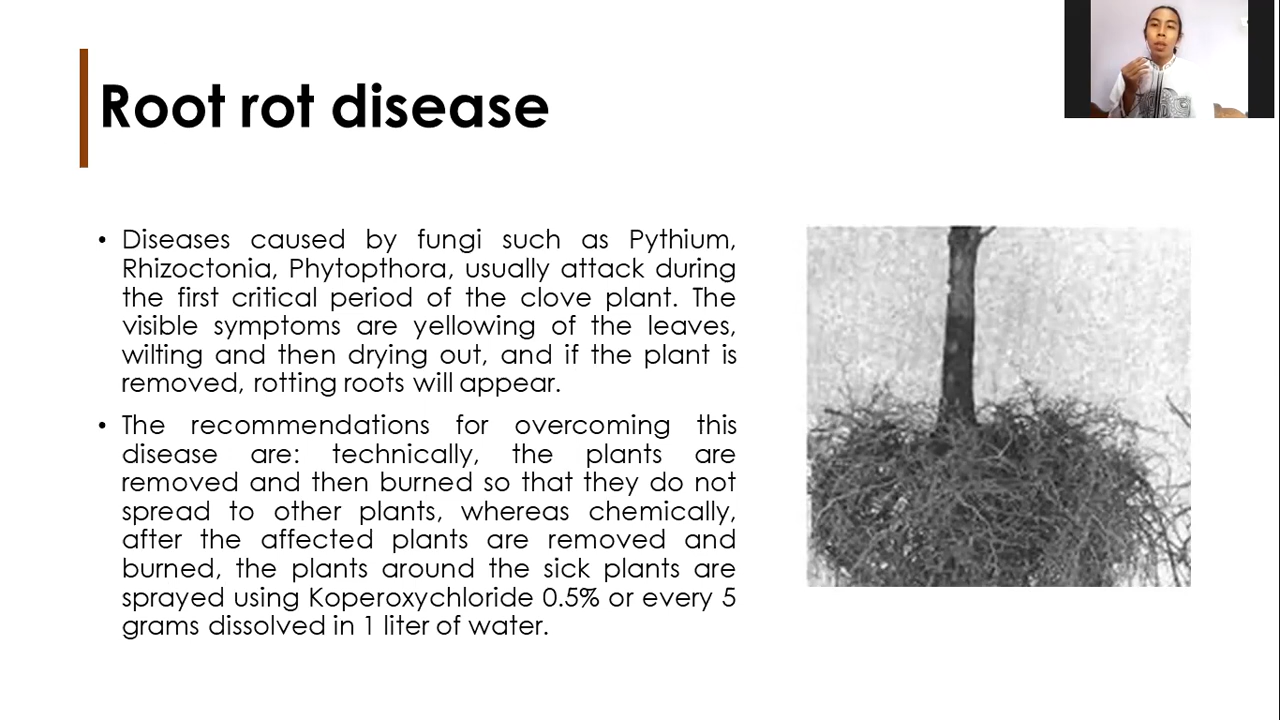 Root rot disease
• Diseases caused by fungi such as Pythium,
Rhizoctonia, Phytopthora, usually attack during
the first critical period of the clove plant. The
visible symptoms are yellowing of the leaves,
wilting and then drying out, and if the plant is
removed, rotting roots will appear.
• The recommendations for overcoming this
disease are: technically, the plants are
removed and then burned so that they do not
spread to other plants, whereas chemically,
after the affected plants are removed and
burned, the plants around the sick plants are
sprayed using Koperoxychloride 0.5% or every 5
grams dissolved in 1 liter of water.